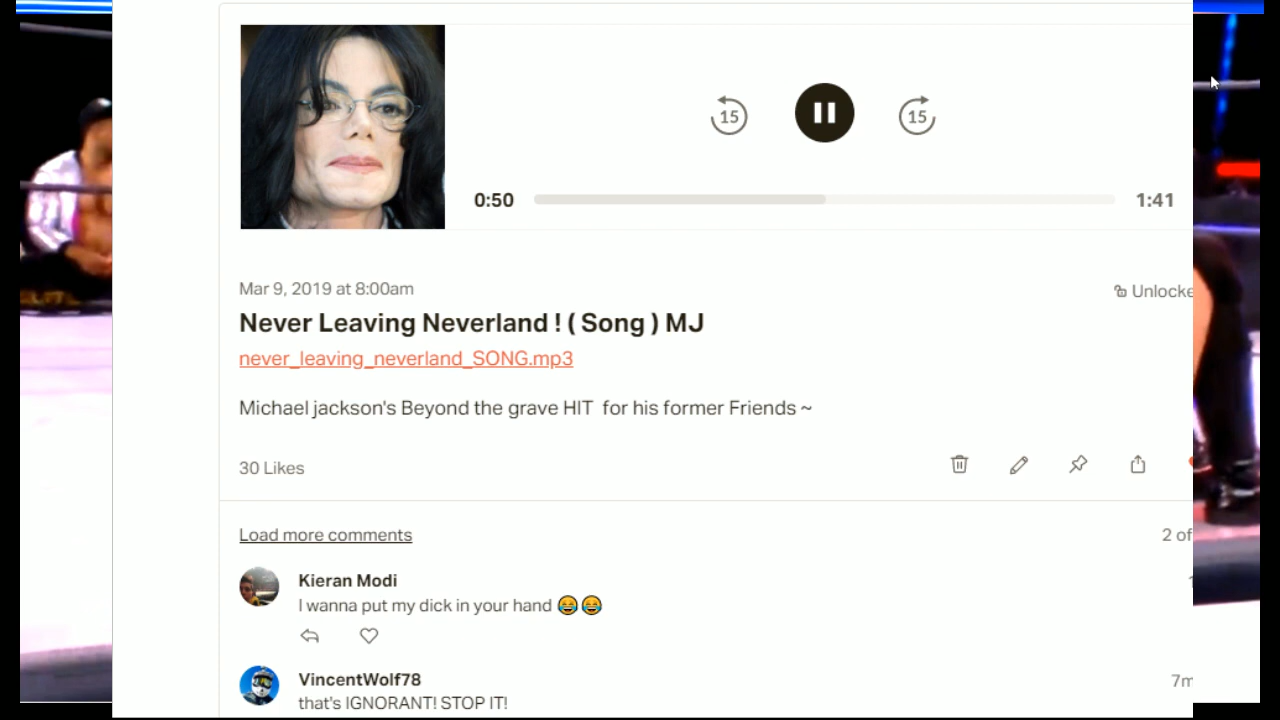 15
15
0:50
1:41
Mar 9, 2019 at 8:00am
Unlocke
Never Leaving Neverland ! ( Song ) MJ
never_leaving_neverland_SONG.mp3
Michael jackson's Beyond the grave HIT for his former Friends ~
30 Likes
Load more comments
2 of
Kieran Modi
I wanna put my dick in your hand 😂😂
VincentWolf78
7m
that's IGNORANT! STOP IT!